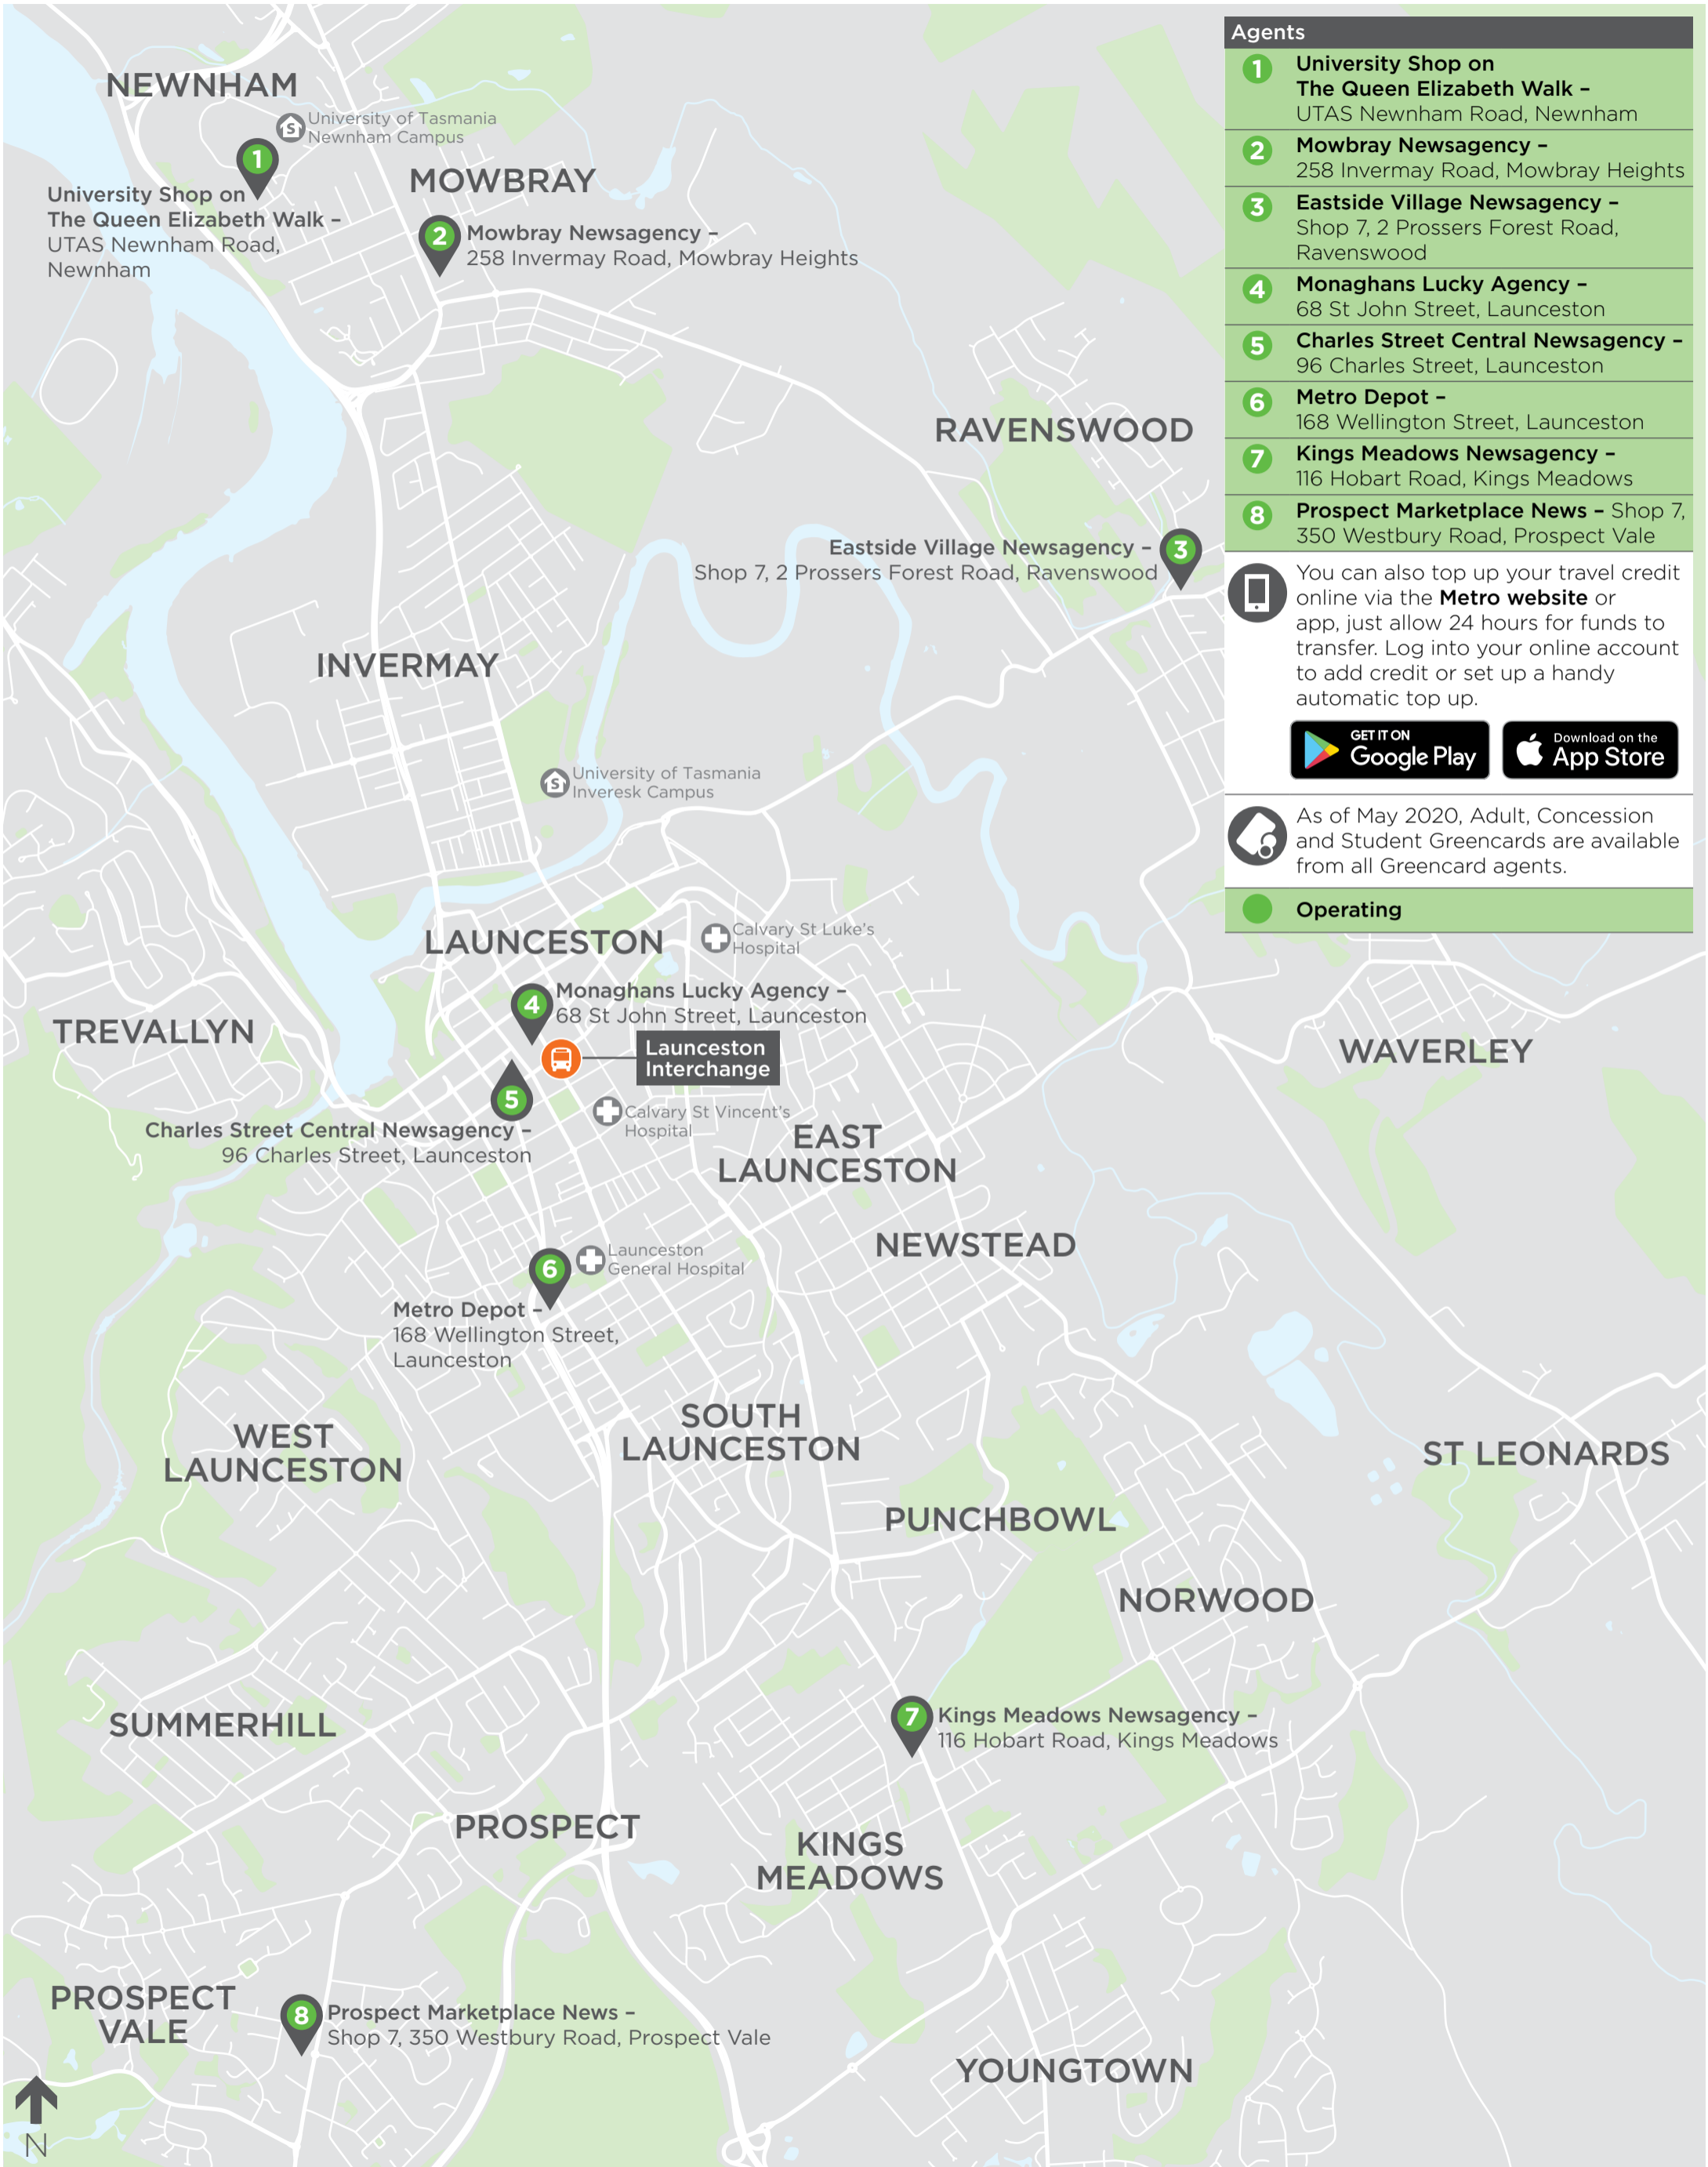 NEWNHAM
University of Tasmania
Newnham Campus
1
University Shop on
The Queen Elizabeth Walk –
UTAS Newnham Road,
Newnham
MOWBRAY
2
Mowbray Newsagency –
258 Invermay Road, Mowbray Heights
RAVENSWOOD
Eastside Village Newsagency –
Shop 7, 2 Prossers Forest Road, Ravenswood
3
INVERMAY
University of Tasmania
Inveresk Campus
LAUNCESTON
Calvary St Luke's
Hospital
4
Monaghans Lucky Agency –
68 St John Street, Launceston
TREVALLYN
Launceston
Interchange
WAVERLEY
5
Charles Street Central Newsagency –
96 Charles Street, Launceston
Calvary St Vincent's
Hospital
EAST
LAUNCESTON
NEWSTEAD
6
Launceston
General Hospital
Metro Depot –
168 Wellington Street,
Launceston
WEST
LAUNCESTON
SOUTH
LAUNCESTON
ST LEONARDS
PUNCHBOWL
NORWOOD
SUMMERHILL
7
Kings Meadows Newsagency –
116 Hobart Road, Kings Meadows
PROSPECT
KINGS
MEADOWS
PROSPECT
VALE
8
Prospect Marketplace News –
Shop 7, 350 Westbury Road, Prospect Vale
YOUNGTOWN
N
Agents
1
University Shop on
The Queen Elizabeth Walk –
UTAS Newnham Road, Newnham
2
Mowbray Newsagency –
258 Invermay Road, Mowbray Heights
3
Eastside Village Newsagency –
Shop 7, 2 Prossers Forest Road,
Ravenswood
4
Monaghans Lucky Agency –
68 St John Street, Launceston
5
Charles Street Central Newsagency –
96 Charles Street, Launceston
6
Metro Depot –
168 Wellington Street, Launceston
7
Kings Meadows Newsagency –
116 Hobart Road, Kings Meadows
8
Prospect Marketplace News – Shop 7,
350 Westbury Road, Prospect Vale
You can also top up your travel credit
online via the Metro website or
app, just allow 24 hours for funds to
transfer. Log into your online account
to add credit or set up a handy
automatic top up.
GET IT ON
Google Play
Download on the
App Store
As of May 2020, Adult, Concession
and Student Greencards are available
from all Greencard agents.
Operating